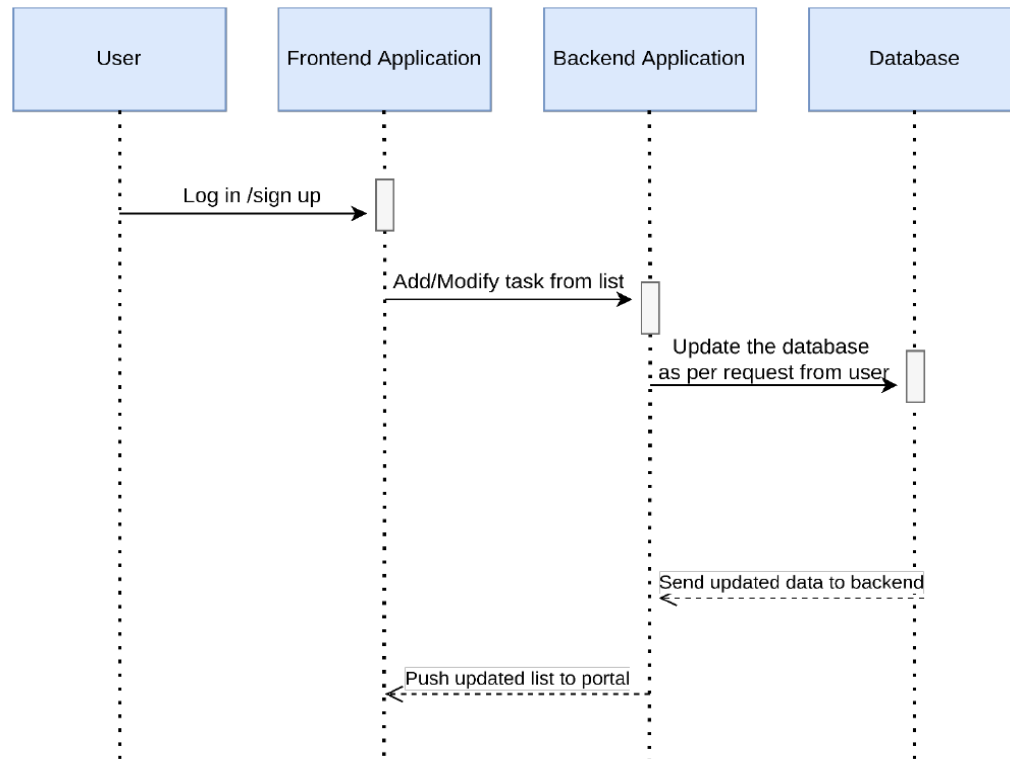 User
Frontend Application
Backend Application
Database
Log in /sign up
Add/Modify task from list
Update the database
as per request from user
Send updated data to backend
Push updated list to portal